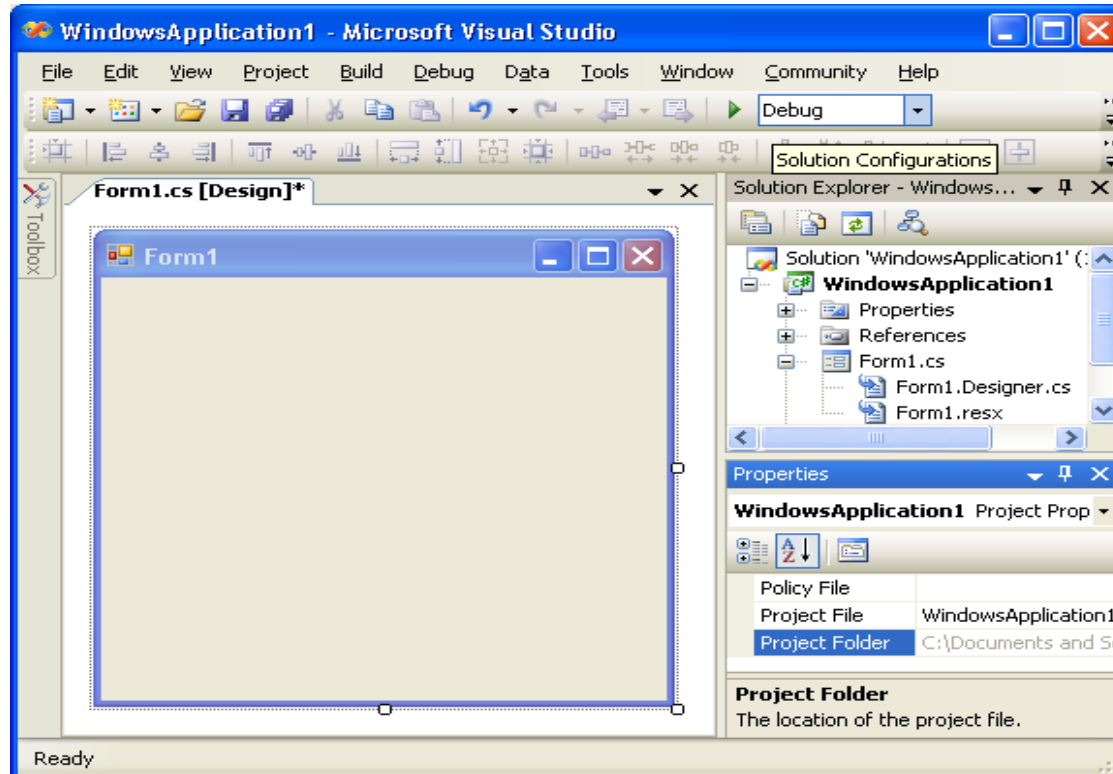 WindowsApplication1 - Microsoft Visual Studio
File Edit View Project Build Debug Data Tools Window Community Help
Debug
Solution Configurations
Toolbox
Form1.cs [Design]*
Form1
Solution Explorer - Windows...
Solution 'WindowsApplication1' (
WindowsApplication1
Properties
References
Form1.cs
Form1.Designer.cs
Form1.resx
Properties
WindowsApplication1 Project Prop
Policy File
Project File WindowsApplication1
Project Folder C:\Documents and S
Project Folder
The location of the project file.
Ready